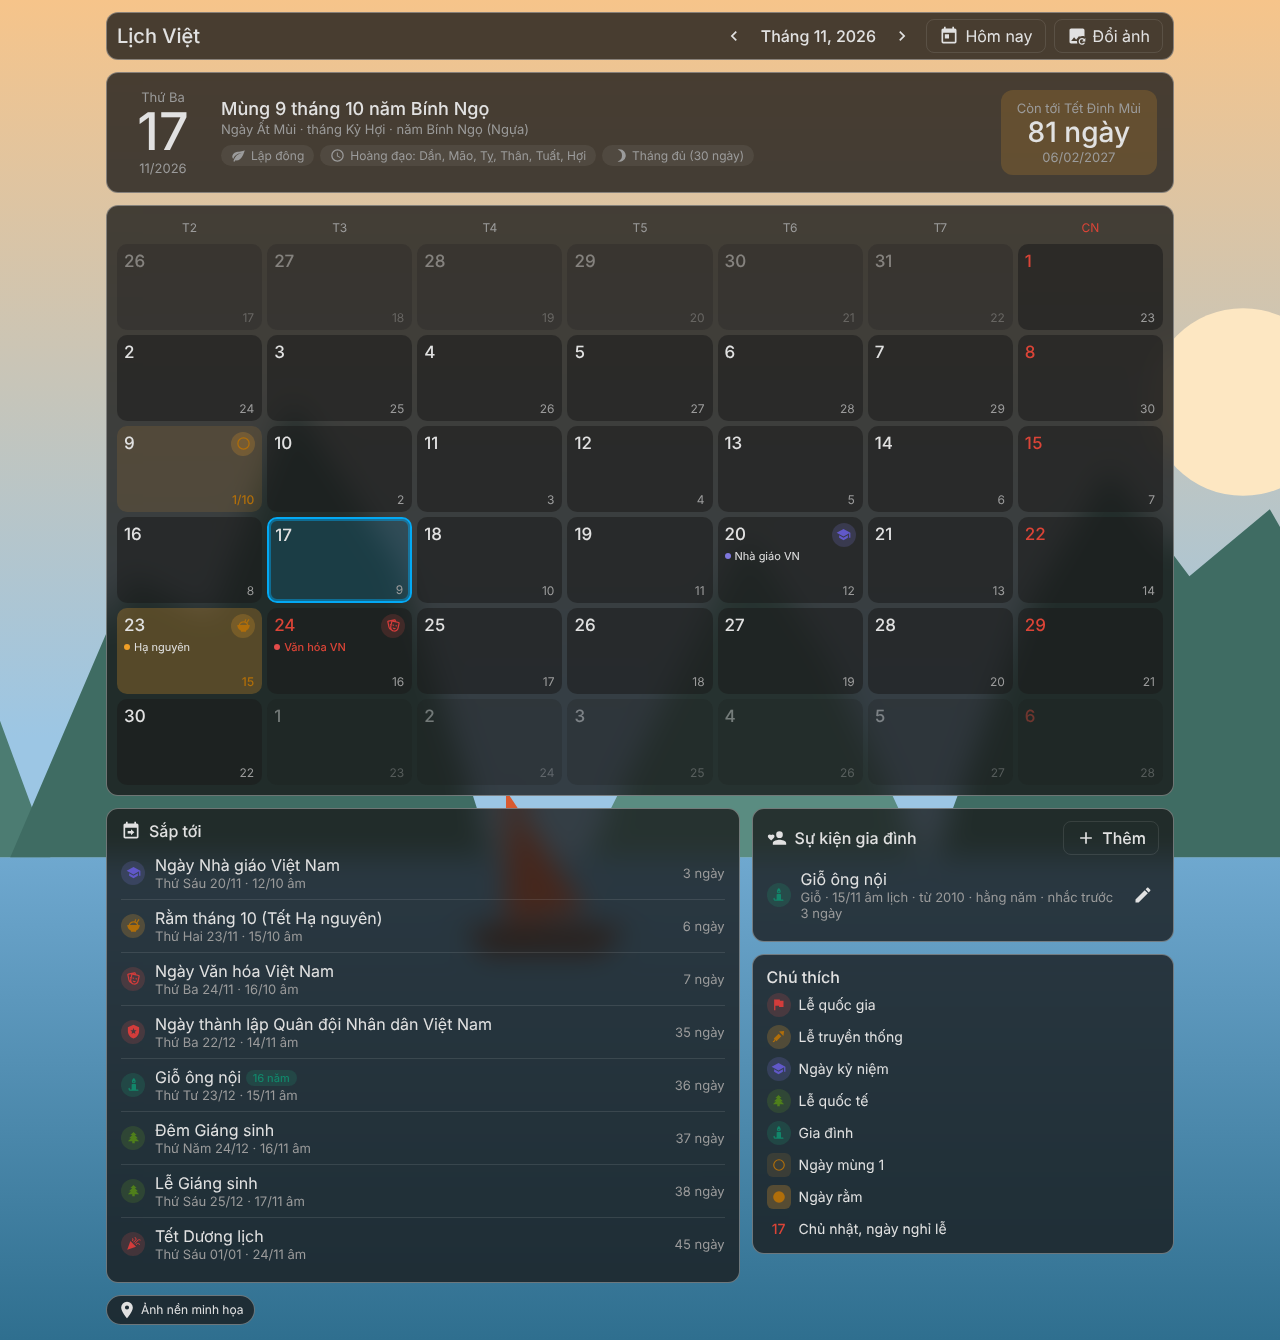 Lịch Việt
Tháng 11, 2026
Hôm nay
Đổi ảnh
Thứ Ba
17
11/2026
Mùng 9 tháng 10 năm Bính Ngọ
Ngày Ất Mùi · tháng Kỷ Hợi · năm Bính Ngọ (Ngựa)
Lập đông
Hoàng đạo: Dần, Mão, Tỵ, Thân, Tuất, Hợi
Tháng đủ (30 ngày)
Còn tới Tết Đinh Mùi
81 ngày
06/02/2027
T2 T3 T4 T5 T6 T7 CN
26 27 28 29 30 31 1
17 18 19 20 21 22 23
2 3 4 5 6 7 8
24 25 26 27 28 29 30
9 10 11 12 13 14 15
1/10 2 3 4 5 6 7
16 17 18 19 20 21 22
Nhà giáo VN
8 9 10 11 12 13 14
23 24 25 26 27 28 29
Hạ nguyên Văn hóa VN
15 16 17 18 19 20 21
30 1 2 3 4 5 6
22 23 24 25 26 27 28
Sắp tới
Ngày Nhà giáo Việt Nam
Thứ Sáu 20/11 · 12/10 âm
3 ngày
Rằm tháng 10 (Tết Hạ nguyên)
Thứ Hai 23/11 · 15/10 âm
6 ngày
Ngày Văn hóa Việt Nam
Thứ Ba 24/11 · 16/10 âm
7 ngày
Ngày thành lập Quân đội Nhân dân Việt Nam
Thứ Ba 22/12 · 14/11 âm
35 ngày
Giỗ ông nội 16 năm
Thứ Tư 23/12 · 15/11 âm
36 ngày
Đêm Giáng sinh
Thứ Năm 24/12 · 16/11 âm
37 ngày
Lễ Giáng sinh
Thứ Sáu 25/12 · 17/11 âm
38 ngày
Tết Dương lịch
Thứ Sáu 01/01 · 24/11 âm
45 ngày
Sự kiện gia đình
Thêm
Giỗ ông nội
Giỗ · 15/11 âm lịch · từ 2010 · hằng năm · nhắc trước
3 ngày
Chú thích
Lễ quốc gia
Lễ truyền thống
Ngày kỷ niệm
Lễ quốc tế
Gia đình
Ngày mùng 1
Ngày rằm
17 Chủ nhật, ngày nghỉ lễ
Ảnh nền minh họa